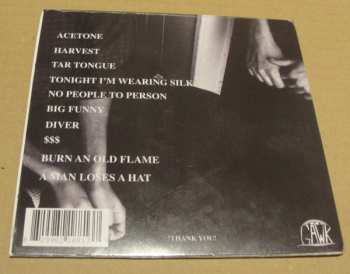 ACETONE
HARVEST
TAR TONGUE
TONIGHT I'M WEARING SILK
NO PEOPLE TO PERSON
BIG FUNNY
DIVER
$$$
BURN AN OLD FLAME
A MAN LOSES A HAT
"THANK YOU!
GAWK